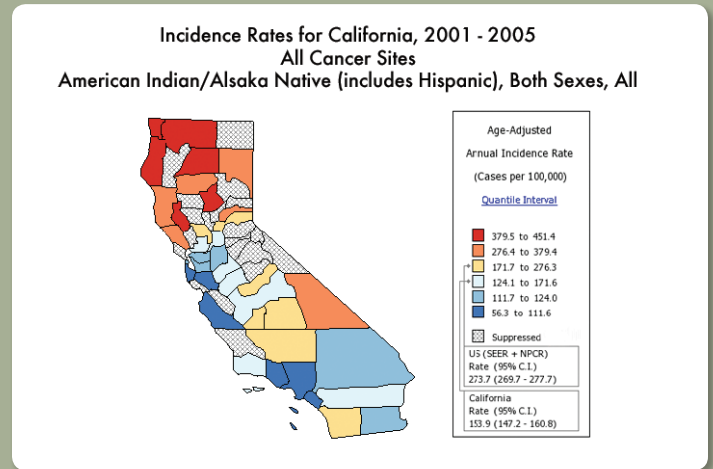 Incidence Rates for California, 2001 - 2005
All Cancer Sites
American Indian/Alsaka Native (includes Hispanic), Both Sexes, All
Age-Adjusted
Annual Incidence Rate
(Cases per 100,000)
Quantile Interval
379.5 to 451.4
276.4 to 379.4
171.7 to 276.3
124.1 to 171.6
111.7 to 124.0
56.3 to 111.6
Suppressed
US (SEER + NPCR)
Rate (95% C.I.)
273.7 (269.7 - 277.7)
California
Rate (95% C.I.)
153.9 (147.2 - 160.8)